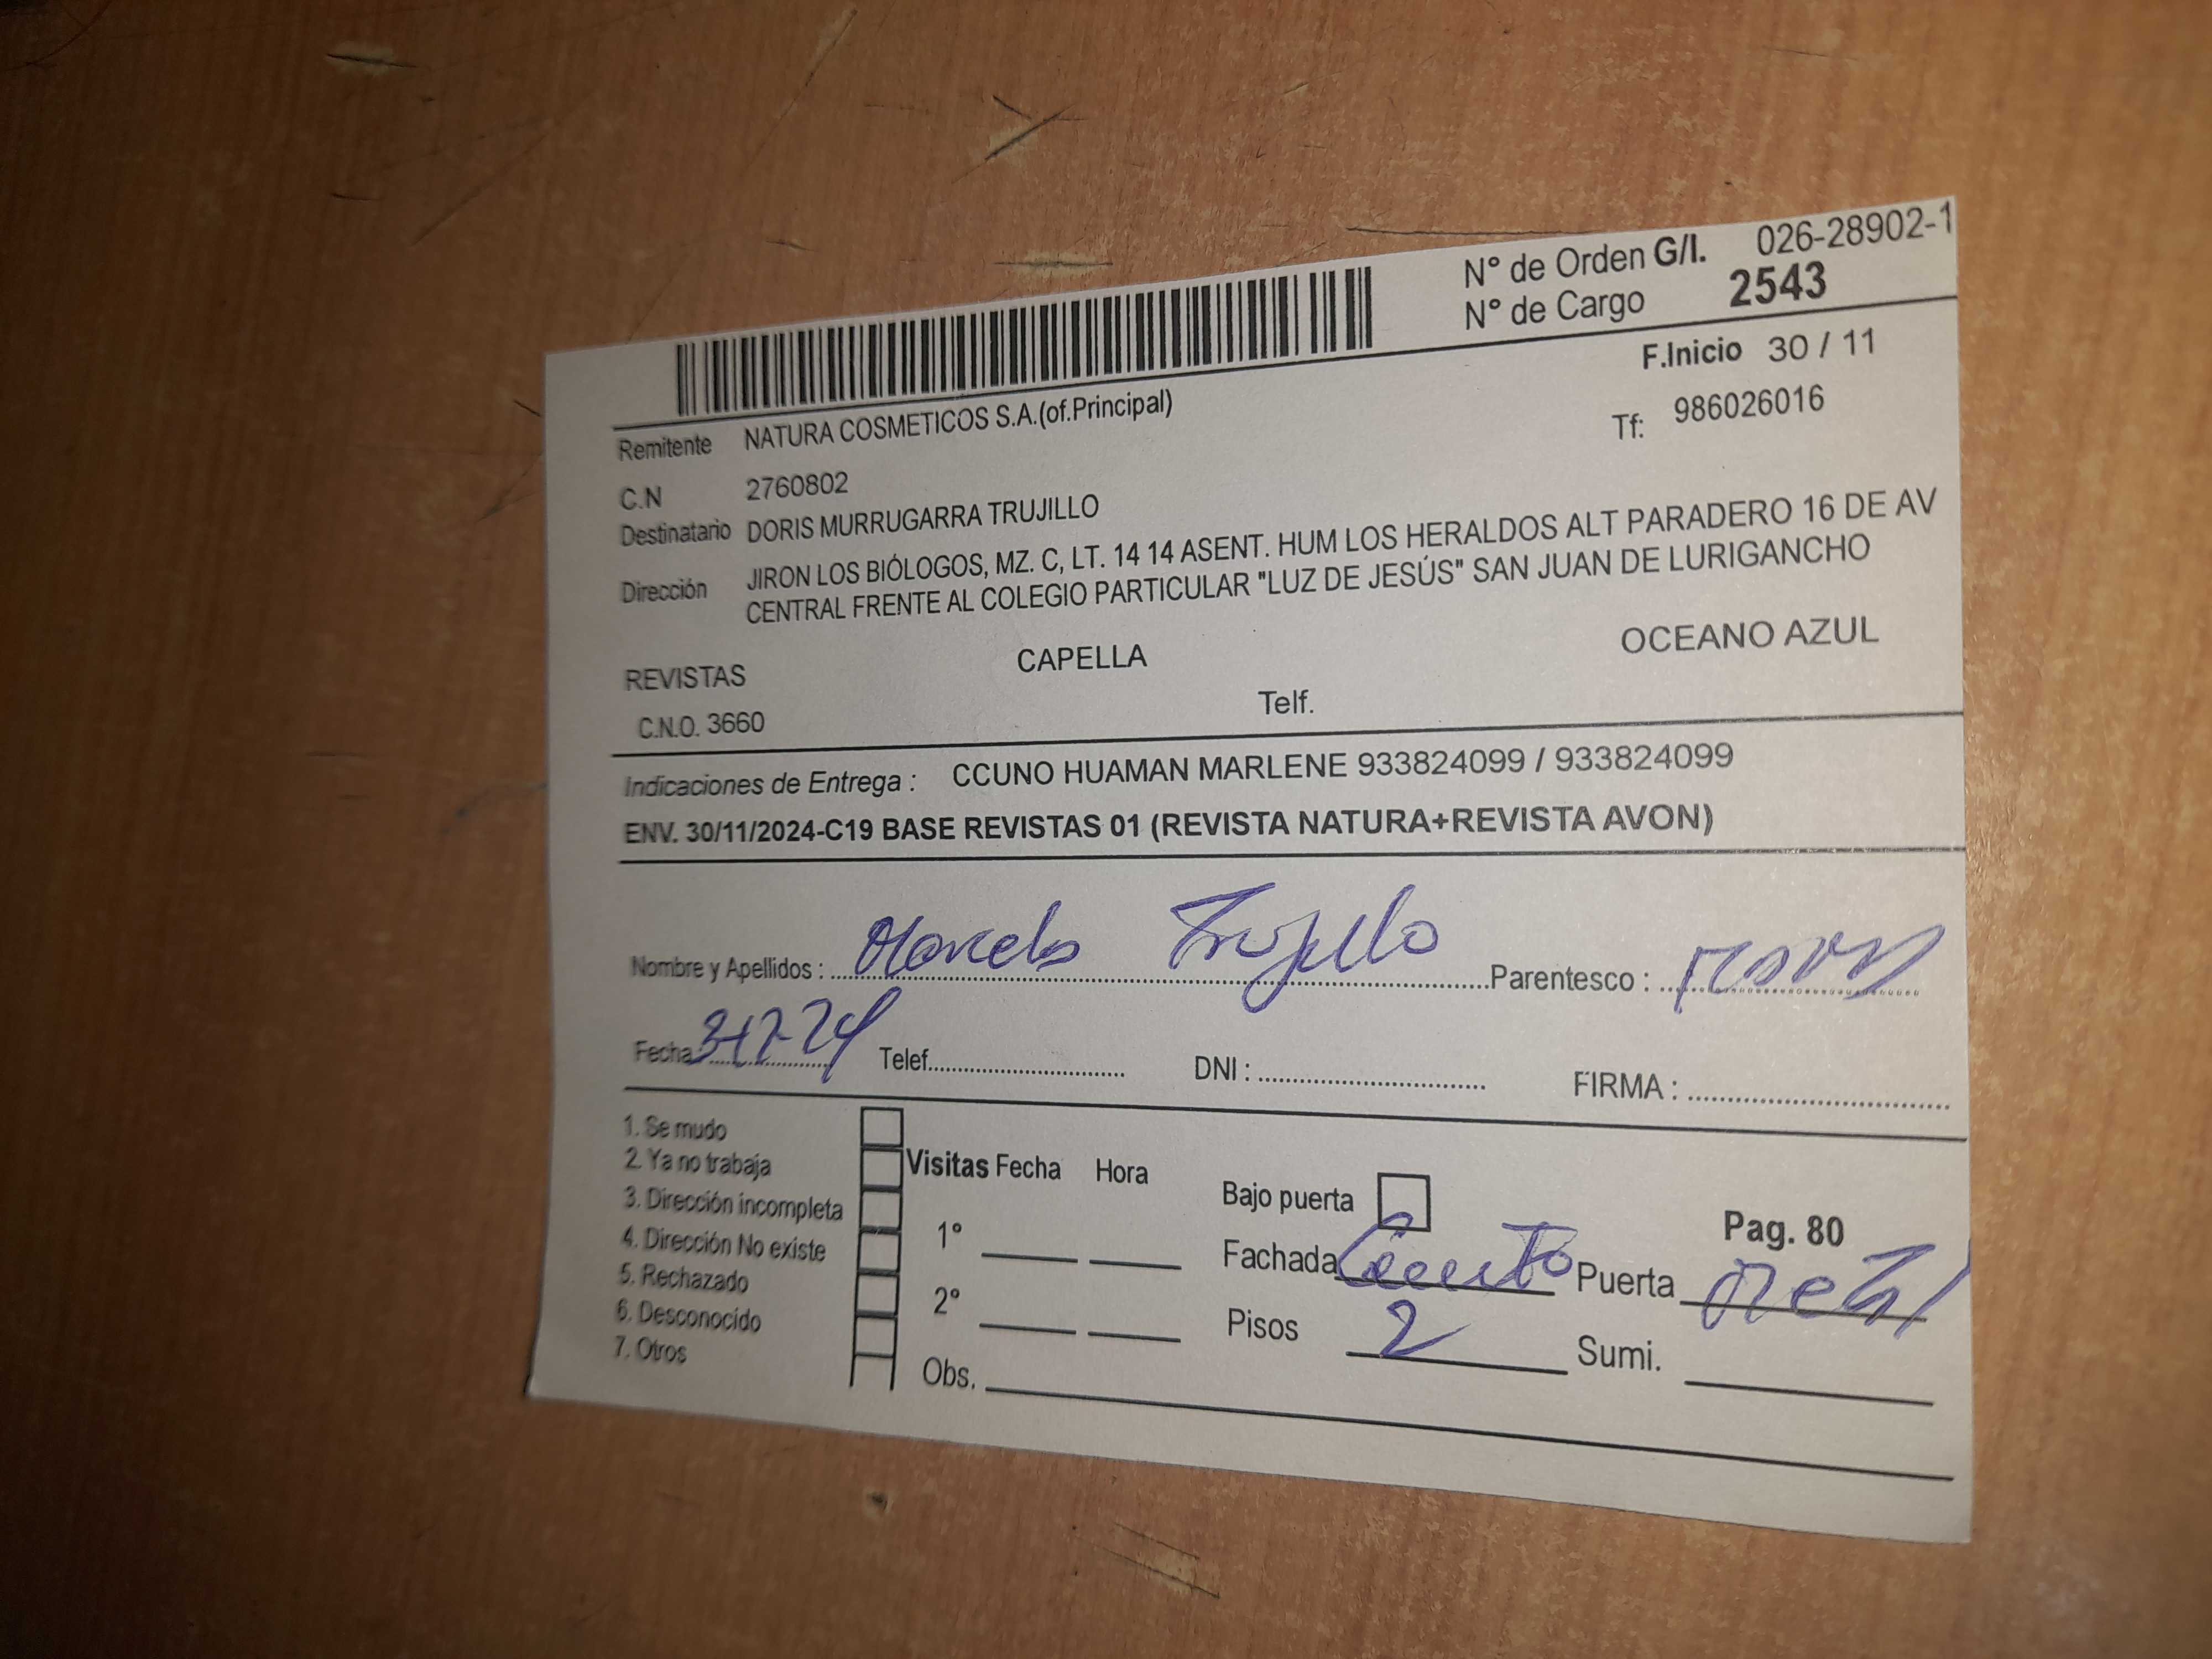 N° de Orden G/I. 026-28902-1
N° de Cargo 2543
F.Inicio 30 / 11
Remitente NATURA COSMETICOS S.A.(of.Principal)
Tf: 986026016
C.N 2760802
Destinatario DORIS MURRUGARRA TRUJILLO
Dirección JIRON LOS BIÓLOGOS, MZ. C, LT. 14 14 ASENT. HUM LOS HERALDOS ALT PARADERO 16 DE AV
CENTRAL FRENTE AL COLEGIO PARTICULAR "LUZ DE JESÚS" SAN JUAN DE LURIGANCHO
REVISTAS CAPELLA OCEANO AZUL
C.N.O. 3660 Telf.
Indicaciones de Entrega : CCUNO HUAMAN MARLENE 933824099 / 933824099
ENV. 30/11/2024-C19 BASE REVISTAS 01 (REVISTA NATURA+REVISTA AVON)
Nombre y Apellidos : Marcelo Trujillo Parentesco :
Fecha Telef. DNI : FIRMA :
1. Se mudo
2. Ya no trabaja
3. Dirección incompleta
4. Dirección No existe
5. Rechazado
6. Desconocido
7. Otros
Visitas Fecha Hora
1°
2°
Obs.
Bajo puerta
Pag. 80
Fachada Puerta Metal
Pisos 2 Sumi.